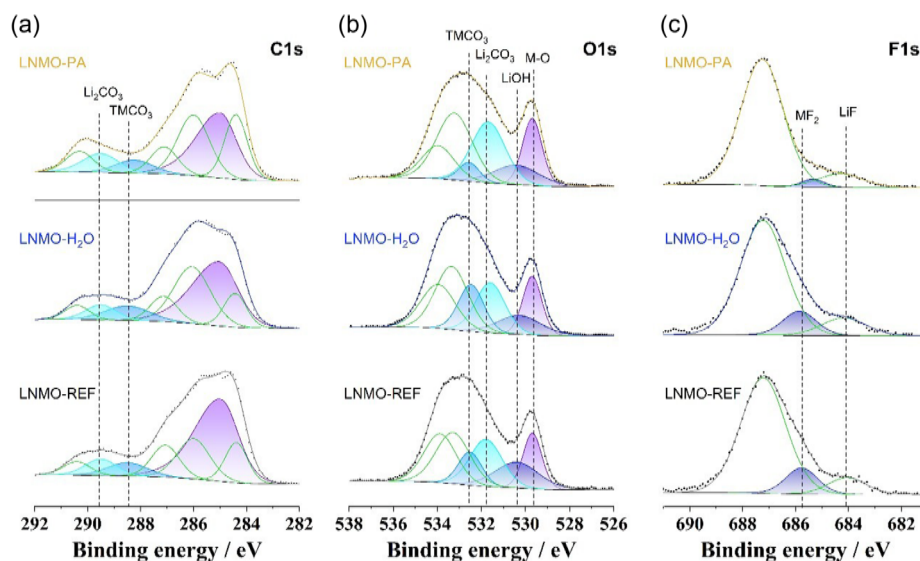 (a)
C1s
LNMO-PA
Li₂CO₃
TMCO₃
LNMO-H₂O
LNMO-REF
292 290 288 286 284 282
Binding energy / eV
(b)
O1s
TMCO₃
LNMO-PA
Li₂CO₃
M-O
LiOH
LNMO-H₂O
LNMO-REF
538 536 534 532 530 528 526
Binding energy / eV
(c)
F1s
LNMO-PA
MF₂
LiF
LNMO-H₂O
LNMO-REF
690 688 686 684 682
Binding energy / eV